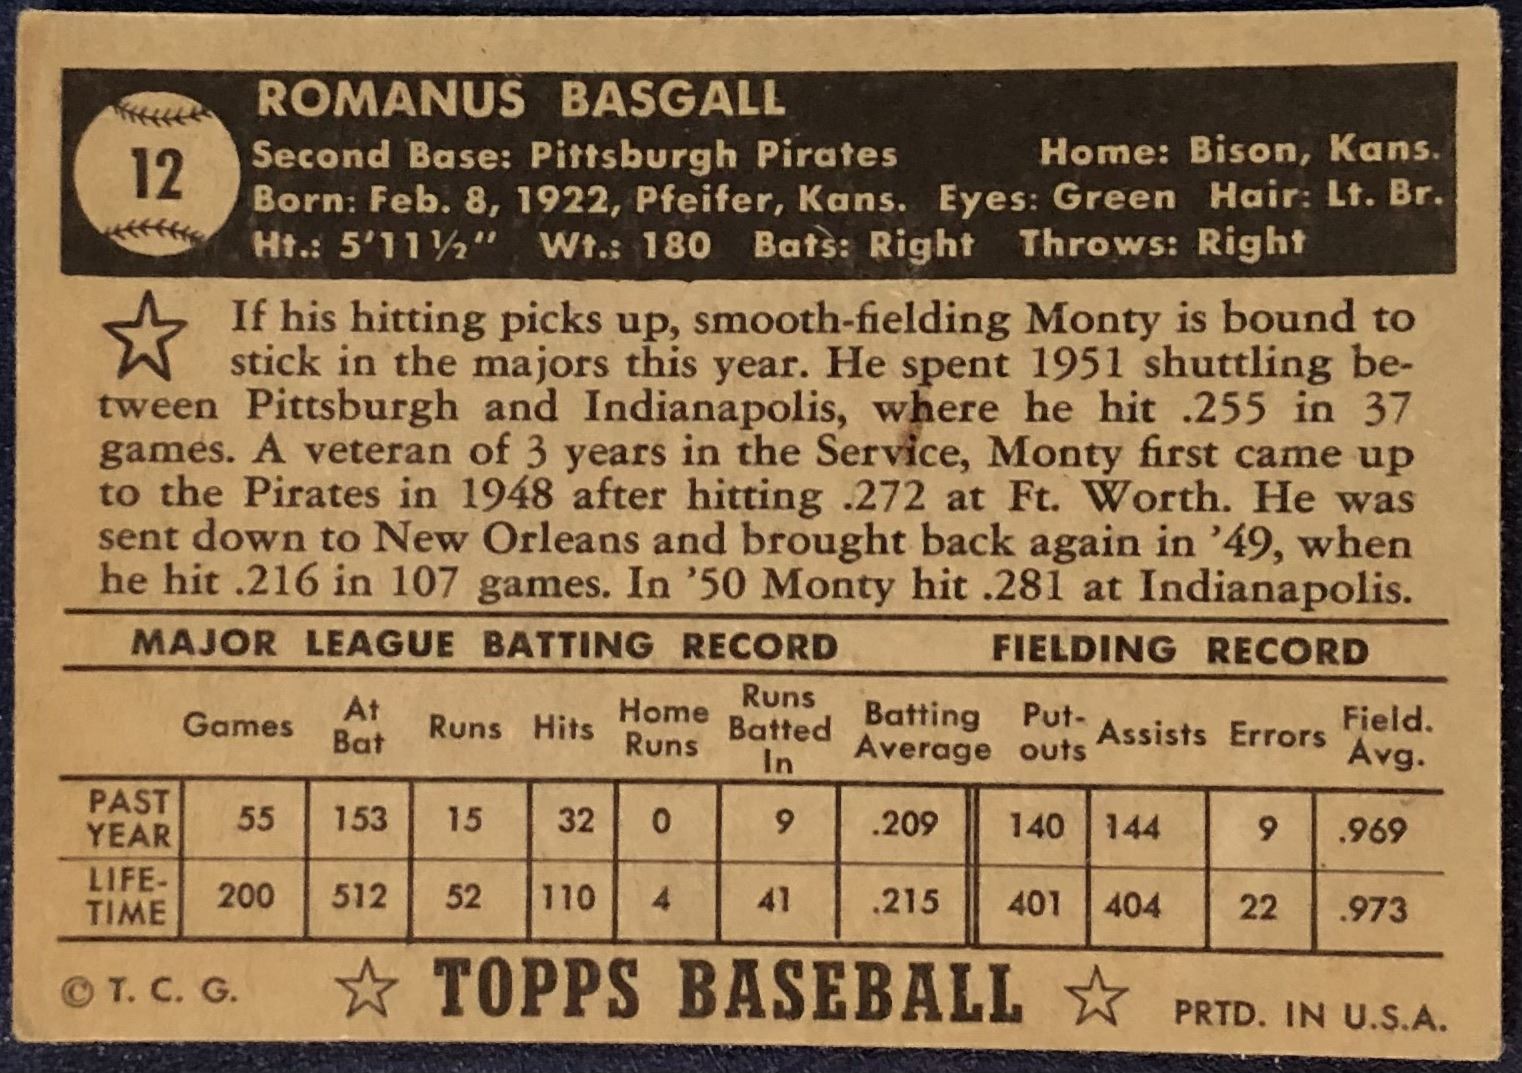 12
ROMANUS BASGALL
Second Base: Pittsburgh Pirates Home: Bison, Kans.
Born: Feb. 8, 1922, Pfeifer, Kans. Eyes: Green Hair: Lt. Br.
Ht.: 5'11½" Wt.: 180 Bats: Right Throws: Right
If his hitting picks up, smooth-fielding Monty is bound to
stick in the majors this year. He spent 1951 shuttling be-
tween Pittsburgh and Indianapolis, where he hit .255 in 37
games. A veteran of 3 years in the Service, Monty first came up
to the Pirates in 1948 after hitting .272 at Ft. Worth. He was
sent down to New Orleans and brought back again in '49, when
he hit .216 in 107 games. In '50 Monty hit .281 at Indianapolis.
MAJOR LEAGUE BATTING RECORD FIELDING RECORD
Games At Bat Runs Hits Home Runs Runs Batted In Batting Average Put-outs Assists Errors Field. Avg.
PAST YEAR 55 153 15 32 0 9 .209 140 144 9 .969
LIFE-TIME 200 512 52 110 4 41 .215 401 404 22 .973
© T. C. G. TOPPS BASEBALL PRTD. IN U.S.A.